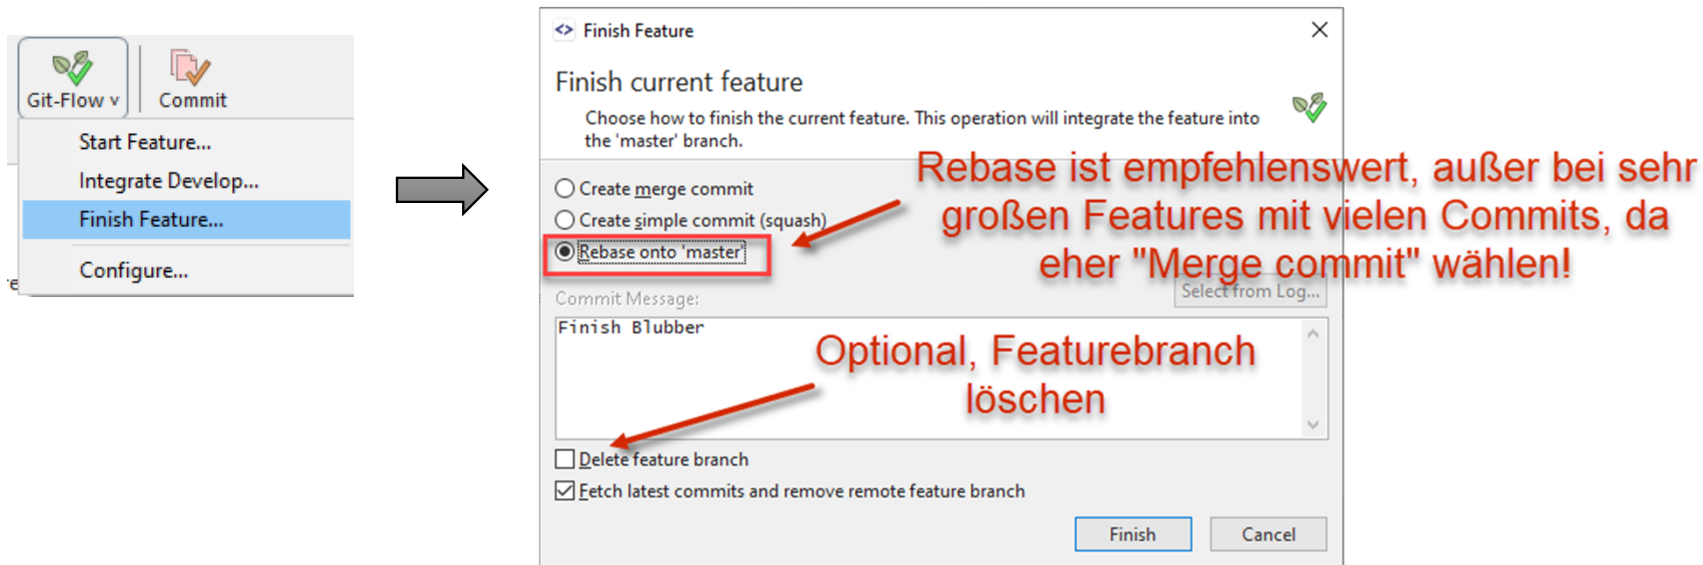 Git-Flow v
Commit
Start Feature...
Integrate Develop...
Finish Feature...
Configure...
re
Finish Feature
Finish current feature
Choose how to finish the current feature. This operation will integrate the feature into
the 'master' branch.
Create merge commit
Create simple commit (squash)
Rebase onto 'master'
Rebase ist empfehlenswert, außer bei sehr
großen Features mit vielen Commits, da
eher "Merge commit" wählen!
Commit Message:
Select from Log...
Finish Blubber
Optional, Featurebranch
löschen
Delete feature branch
Fetch latest commits and remove remote feature branch
Finish
Cancel